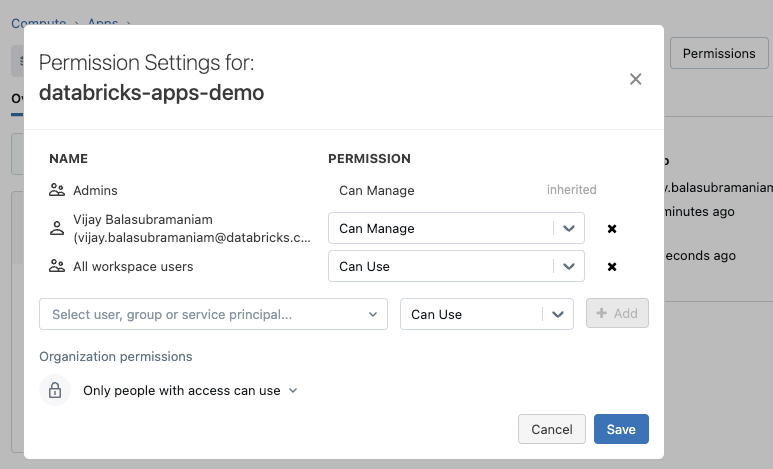 Compute > Apps >
Permissions
Permission Settings for:
databricks-apps-demo
NAME PERMISSION
Admins Can Manage inherited
Vijay Balasubramaniam
(vijay.balasubramaniam@databricks.c... Can Manage
All workspace users Can Use
Select user, group or service principal... Can Use + Add
Organization permissions
Only people with access can use
Cancel Save
.balasubramaniam
minutes ago
econds ago